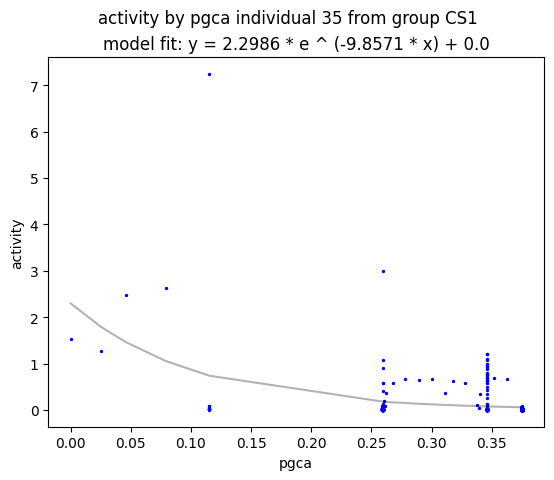 activity by pgca individual 35 from group CS1
model fit: y = 2.2986 * e ^ (-9.8571 * x) + 0.0
7
6
5
4
3
2
1
0
activity
0.00 0.05 0.10 0.15 0.20 0.25 0.30 0.35
pgca